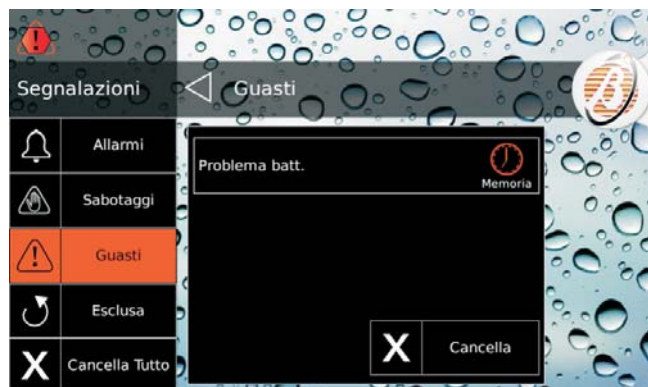 Segnalazioni
Guasti
Allarmi
Sabotaggi
Guasti
Esclusa
Cancella Tutto
Problema batt.
Memoria
Cancella